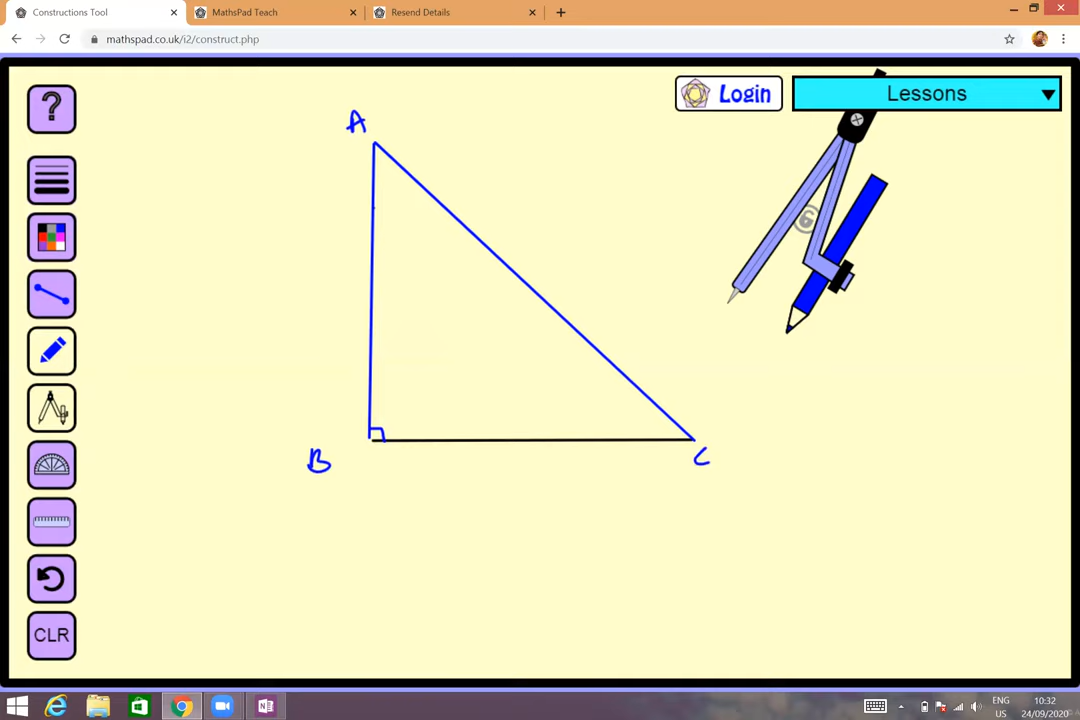 Constructions Tool
MathsPad Teach
Resend Details
mathspad.co.uk/i2/construct.php
?
Login
Lessons
A
B
C
CLR
ENG
US
10:32
24/09/2020